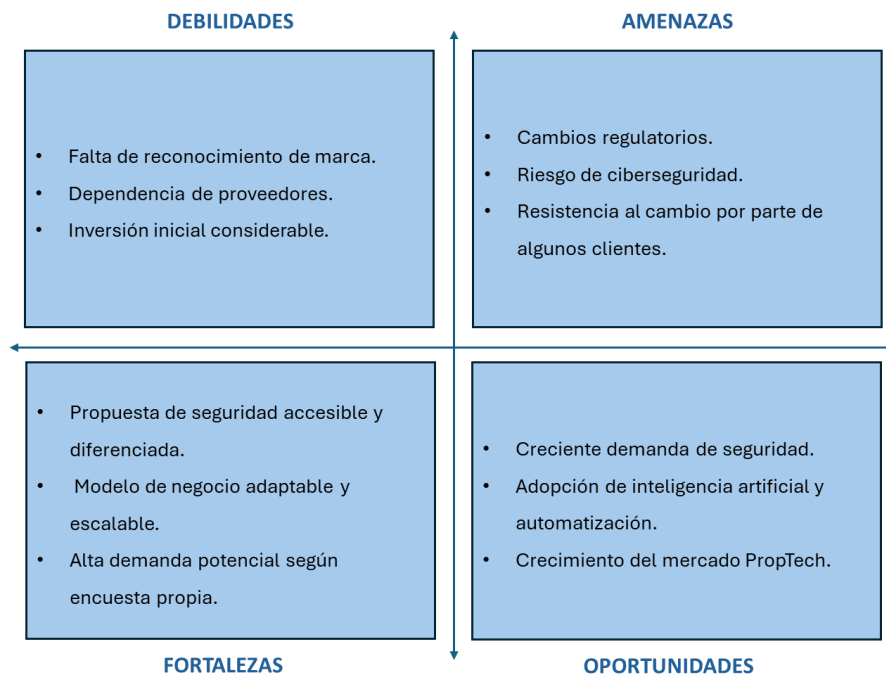 DEBILIDADES
• Falta de reconocimiento de marca.
• Dependencia de proveedores.
• Inversión inicial considerable.
AMENAZAS
• Cambios regulatorios.
• Riesgo de ciberseguridad.
• Resistencia al cambio por parte de
algunos clientes.
• Propuesta de seguridad accesible y
diferenciada.
• Modelo de negocio adaptable y
escalable.
• Alta demanda potencial según
encuesta propia.
FORTALEZAS
• Creciente demanda de seguridad.
• Adopción de inteligencia artificial y
automatización.
• Crecimiento del mercado PropTech.
OPORTUNIDADES